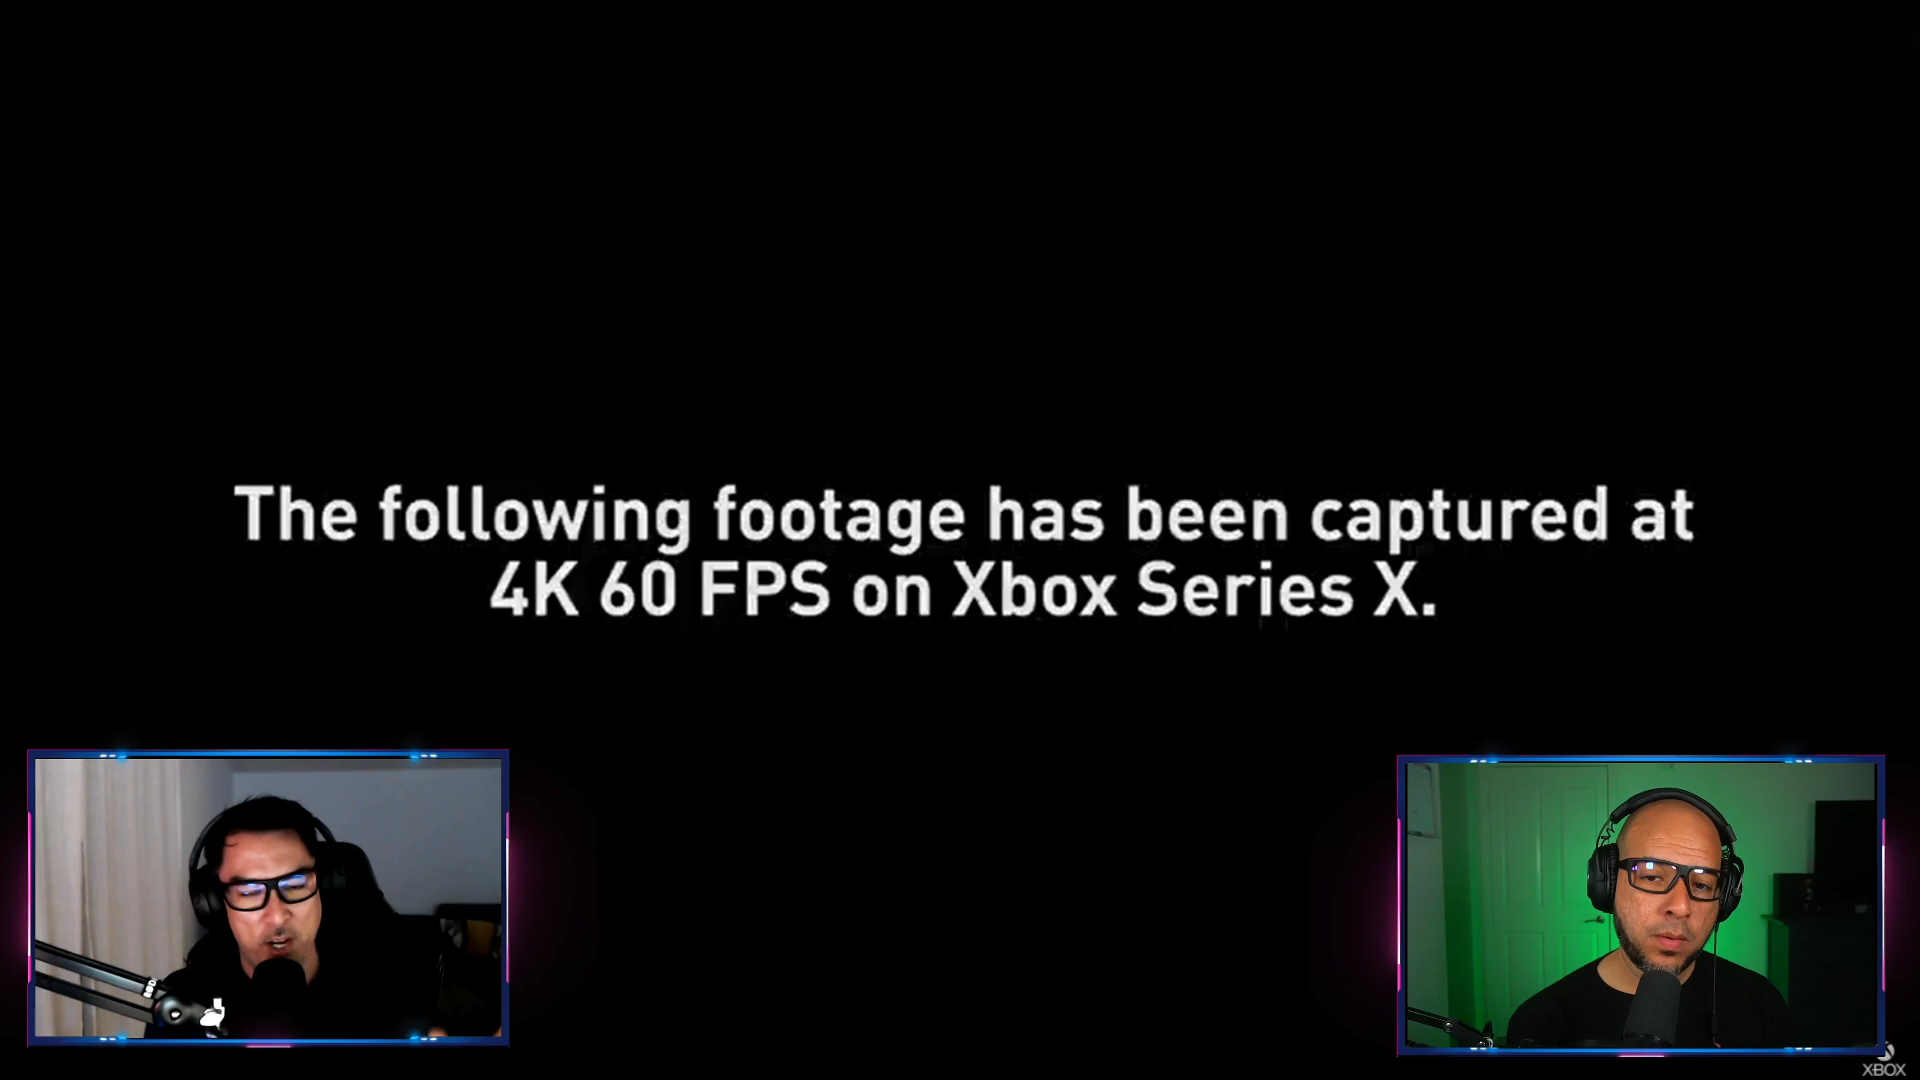 The following footage has been captured at
4K 60 FPS on Xbox Series X.
XBOX